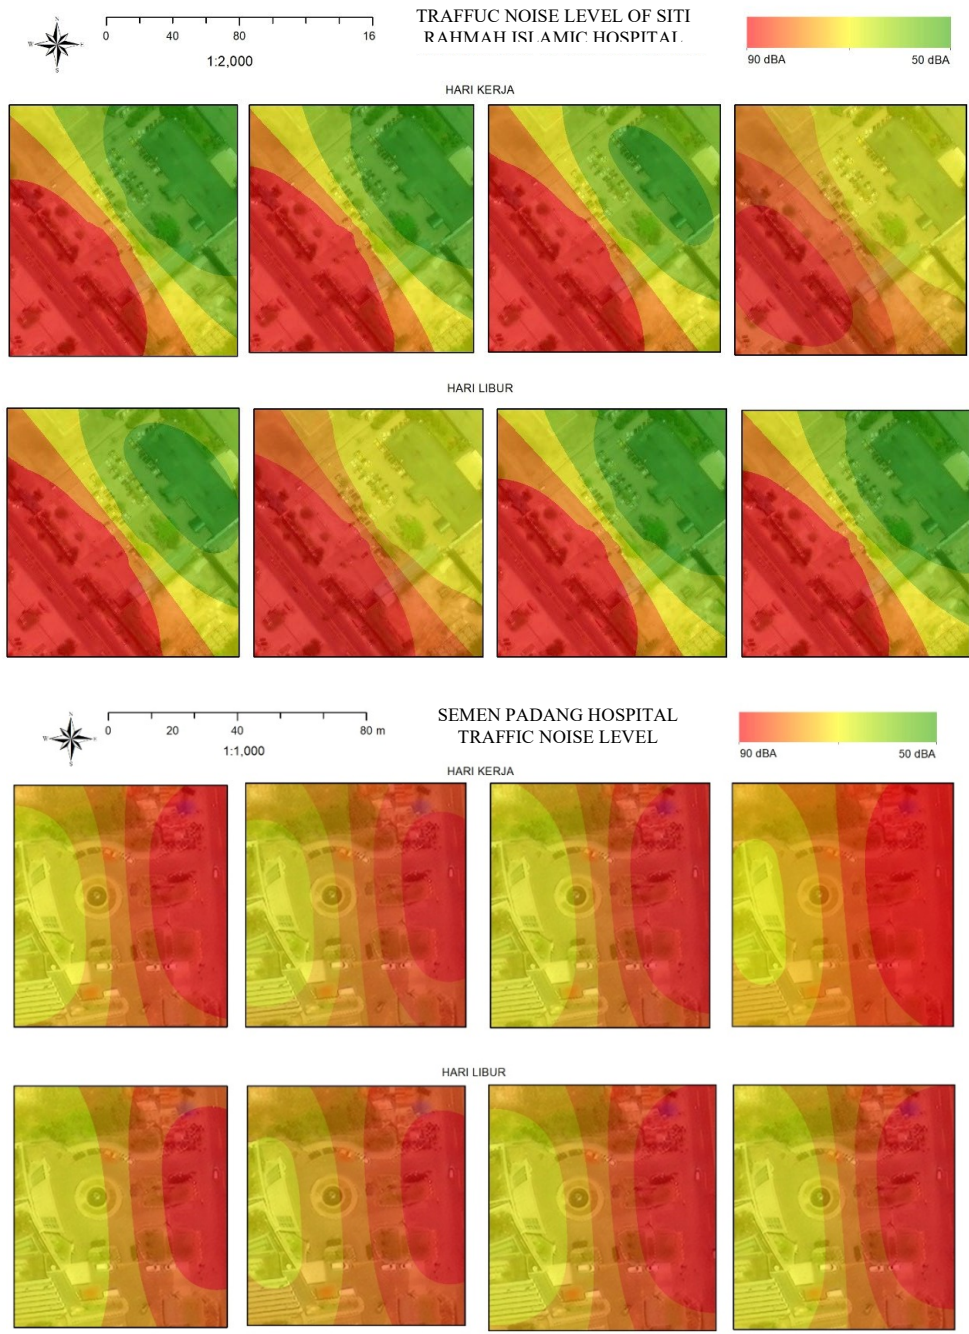 TRAFFUC NOISE LEVEL OF SITI
RAHMAH ISLAMIC HOSPITAL
N
W E
S
0 40 80 16
1:2,000
90 dBA 50 dBA
HARI KERJA
HARI LIBUR
SEMEN PADANG HOSPITAL
TRAFFIC NOISE LEVEL
N
W E
S
0 20 40 80 m
1:1,000
90 dBA 50 dBA
HARI KERJA
HARI LIBUR